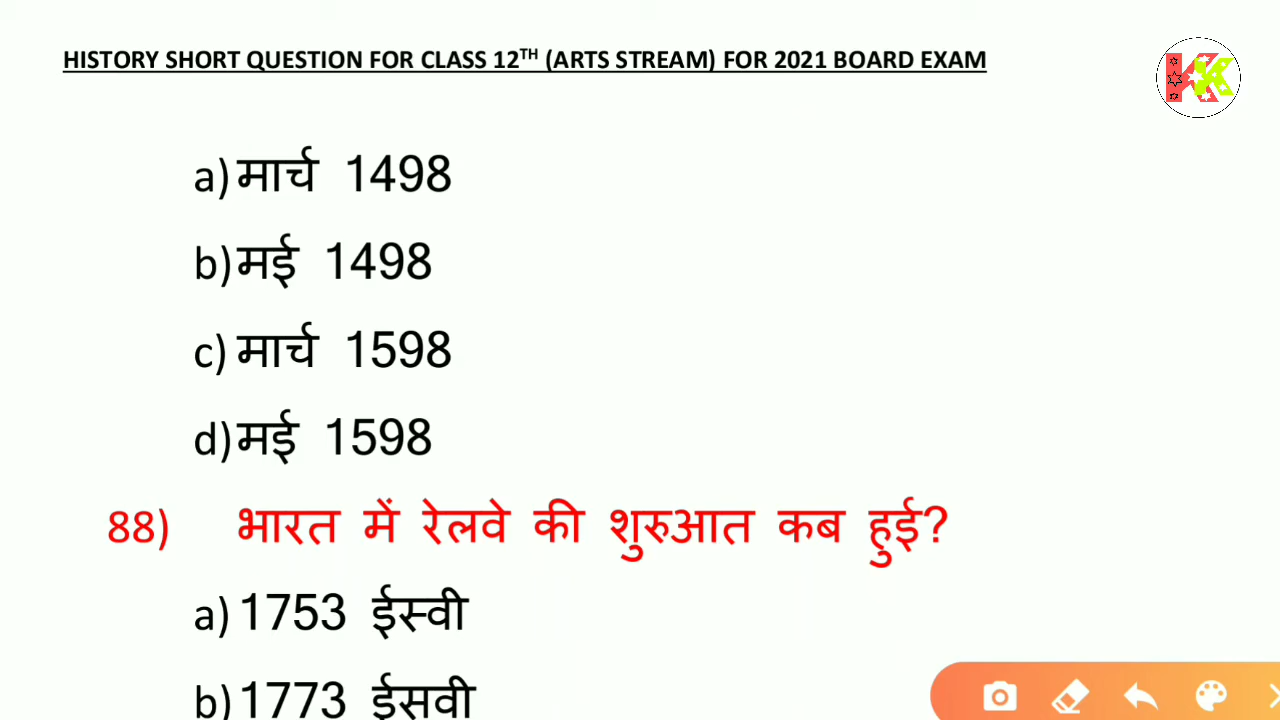 HISTORY SHORT QUESTION FOR CLASS 12TH (ARTS STREAM) FOR 2021 BOARD EXAM
KK
a) मार्च 1498
b) मई 1498
c) मार्च 1598
d) मई 1598
88) भारत में रेलवे की शुरुआत कब हुई?
a) 1753 ईस्वी
b) 1773 ईसवी